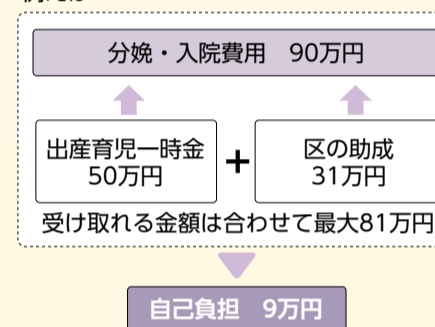 分娩・入院費用　90万円
出産育児一時金
50万円
+
区の助成
31万円
受け取れる金額は合わせて最大81万円
自己負担　9万円